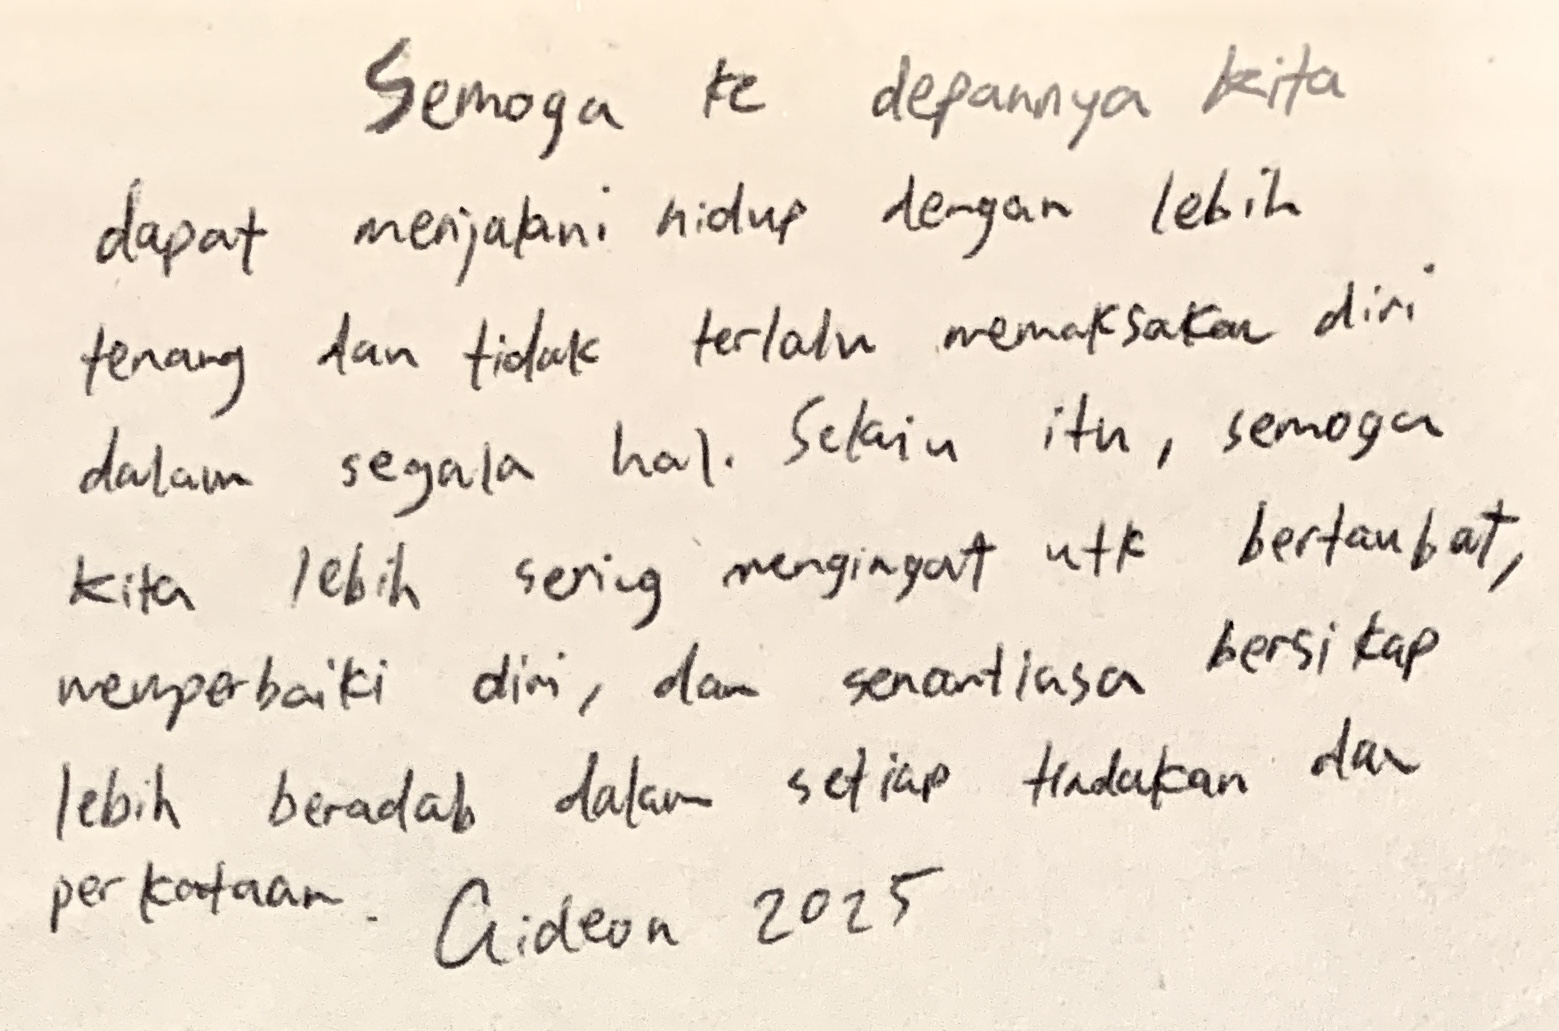 Semoga ke depannya kita
dapat menjalani hidup dengan lebih
tenang dan tidak terlalu memaksakan diri
dalam segala hal. Selain itu, semoga
kita lebih sering mengingat utk bertaubat,
memperbaiki diri, dan senantiasa bersikap
lebih beradab dalam setiap tindakan dan
perkataan. Gideon 2025